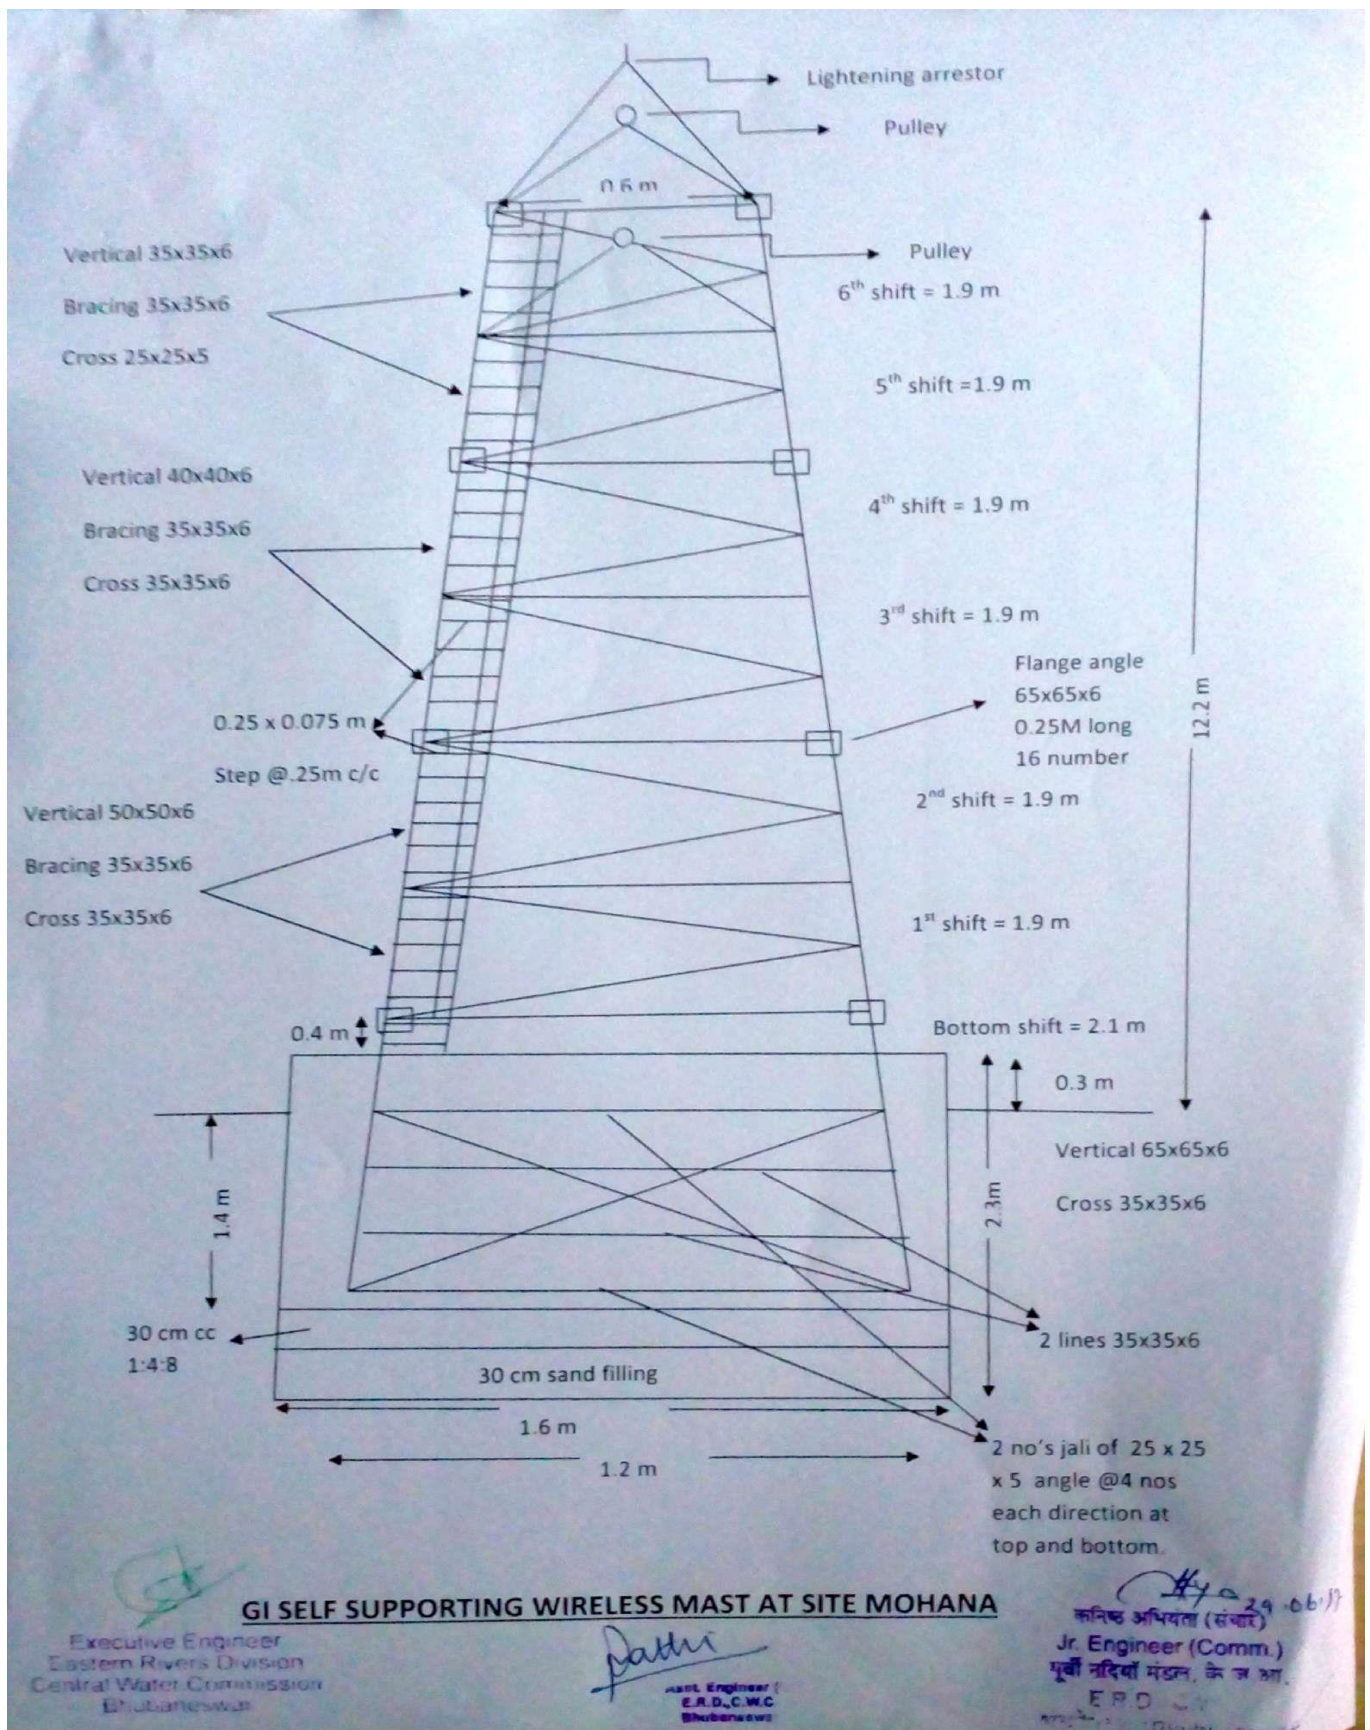 Lightening arrestor
Pulley
0.6 m
Vertical 35x35x6
Bracing 35x35x6
Cross 25x25x5
Pulley
6th shift = 1.9 m
5th shift =1.9 m
Vertical 40x40x6
Bracing 35x35x6
Cross 35x35x6
4th shift = 1.9 m
3rd shift = 1.9 m
Flange angle
65x65x6
0.25M long
16 number
12.2 m
0.25 x 0.075 m
Step @.25m c/c
2nd shift = 1.9 m
Vertical 50x50x6
Bracing 35x35x6
Cross 35x35x6
1st shift = 1.9 m
0.4 m
Bottom shift = 2.1 m
0.3 m
Vertical 65x65x6
Cross 35x35x6
1.4 m
2.3m
30 cm cc
1:4:8
2 lines 35x35x6
30 cm sand filling
1.6 m
1.2 m
2 no's jali of 25 x 25
x 5 angle @4 nos
each direction at
top and bottom.
GI SELF SUPPORTING WIRELESS MAST AT SITE MOHANA
Executive Engineer
Eastern Rivers Division
Central Water Commission
Bhubaneswar
Asst. Engineer
E.R.D., C.W.C
Bhubaneswar
29.06.17
कनिष्ठ अभियंता (संचार)
Jr. Engineer (Comm.)
पूर्वी नदियाँ मंडल, के ज आ.
E R D